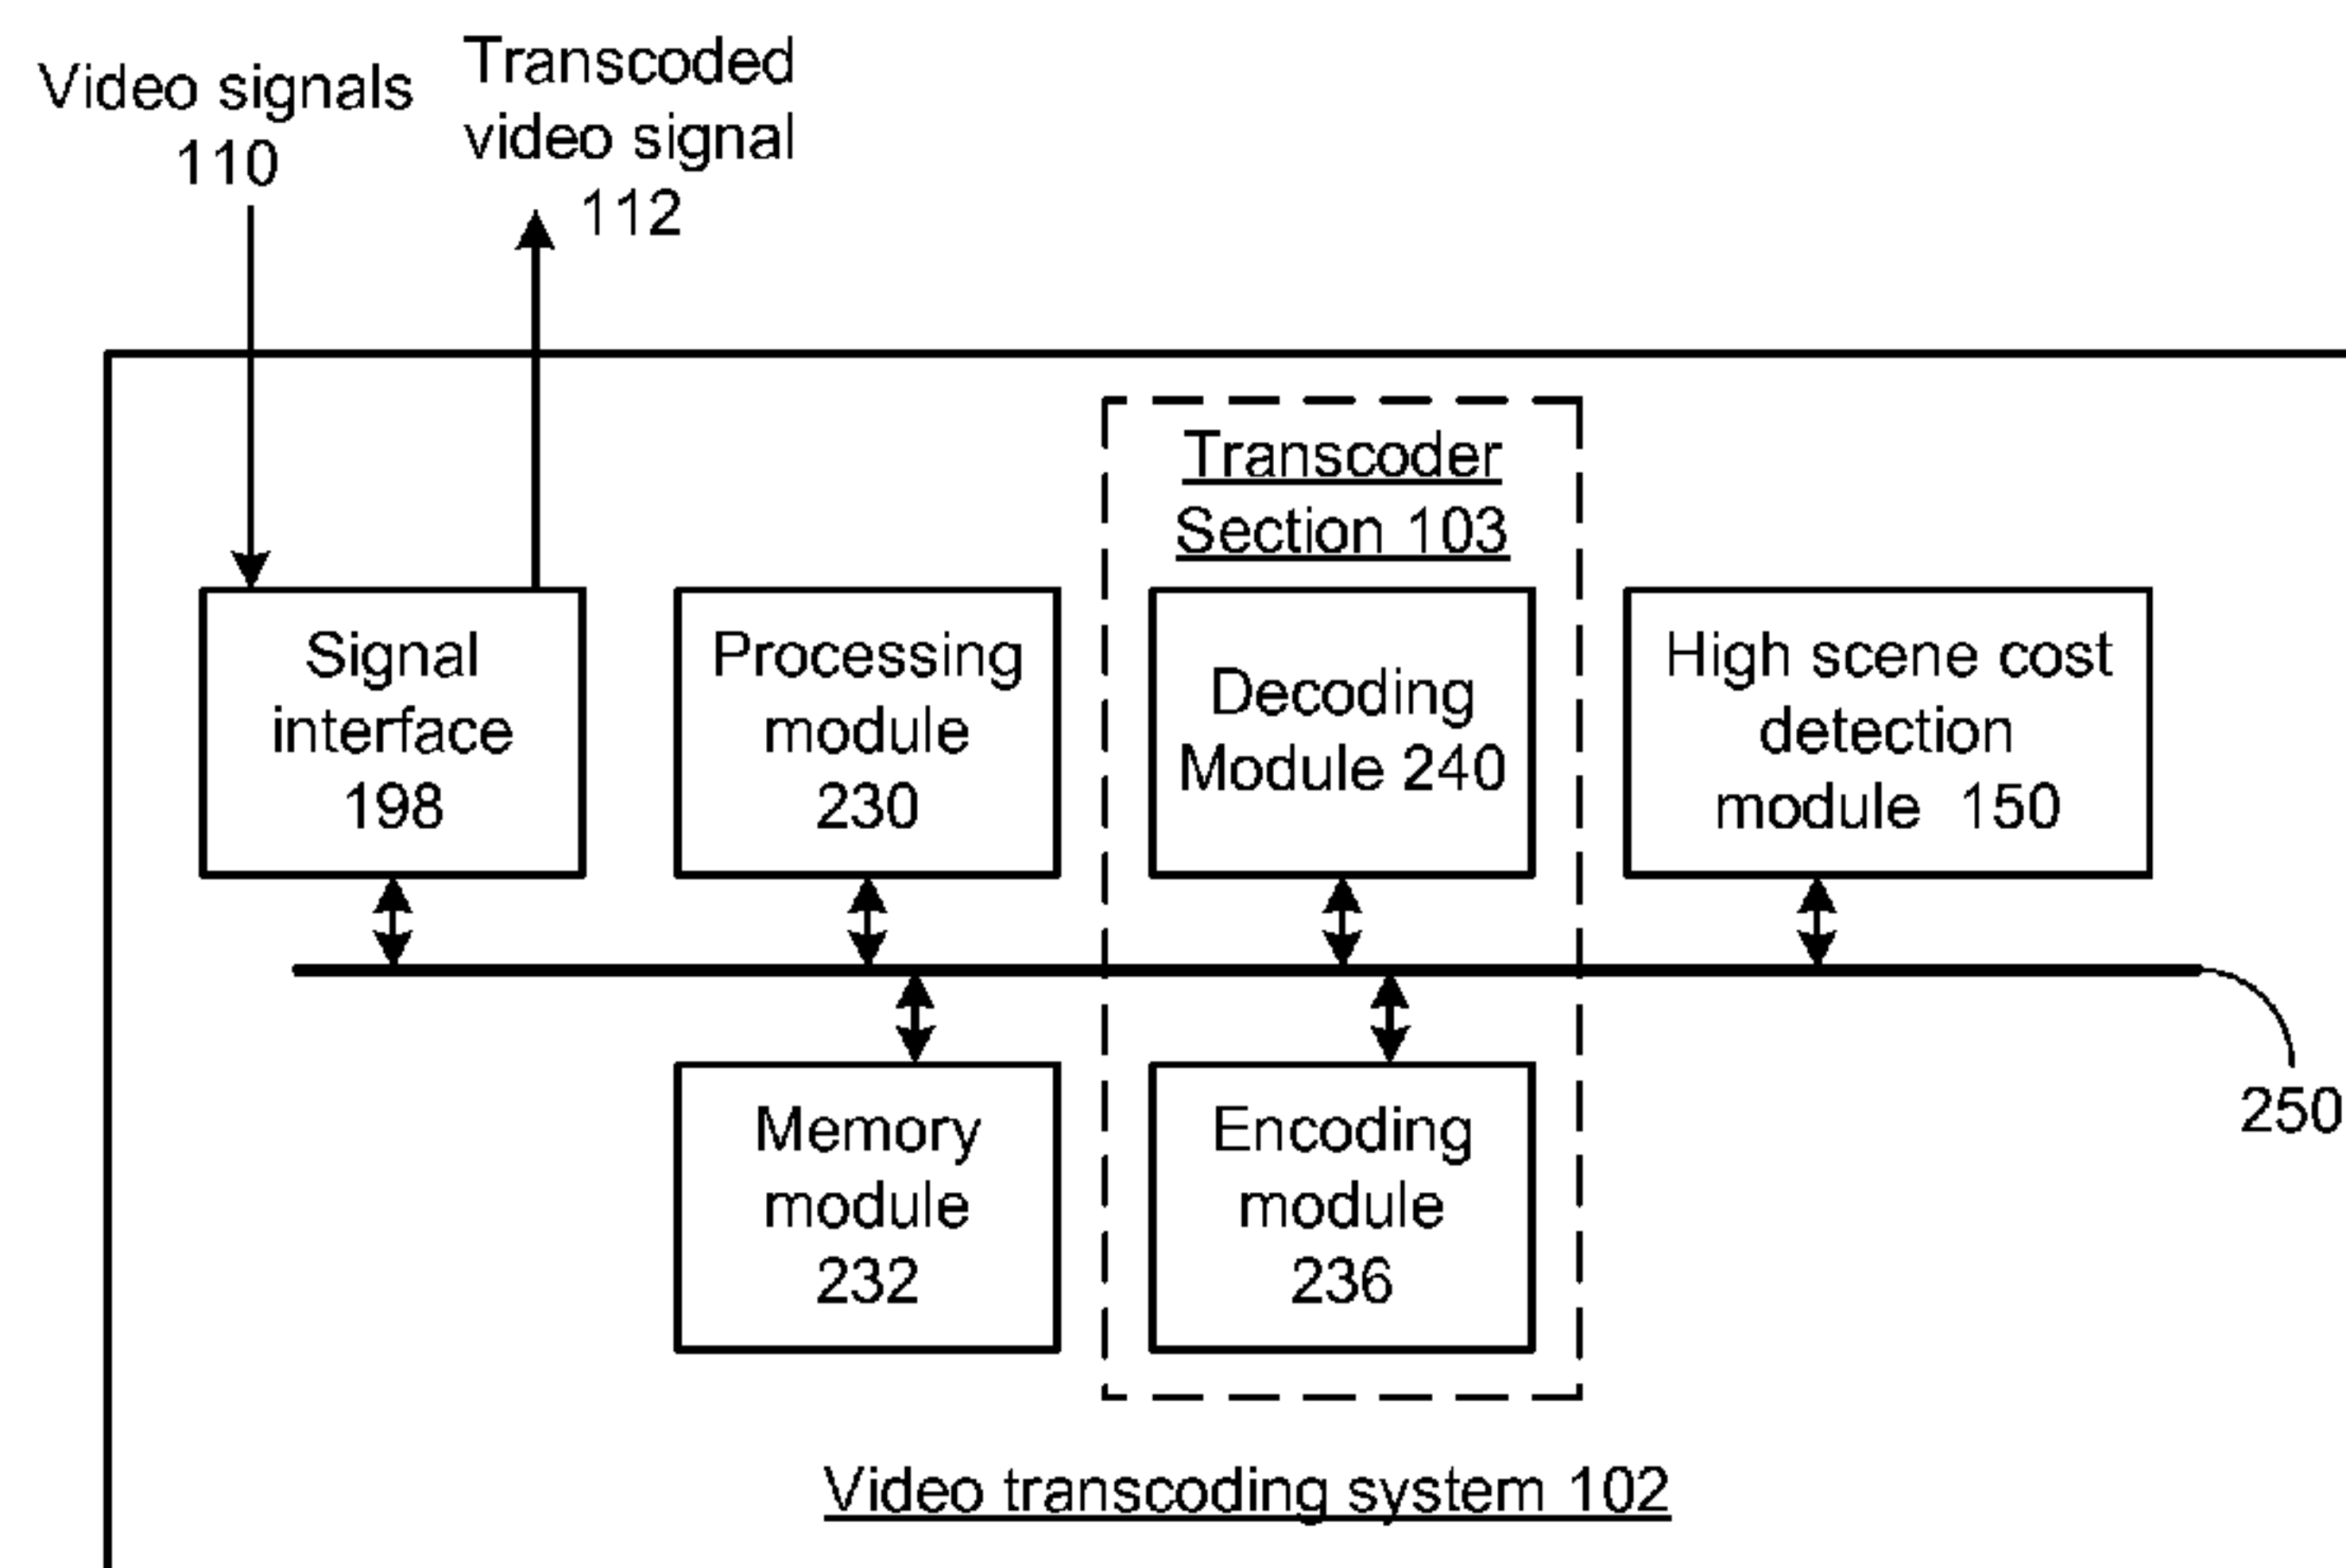 Video signals
110
Transcoded
video signal
112
Transcoder
Section 103
Signal
interface
198
Processing
module
230
Decoding
Module 240
High scene cost
detection
module 150
250
Memory
module
232
Encoding
module
236
Video transcoding system 102